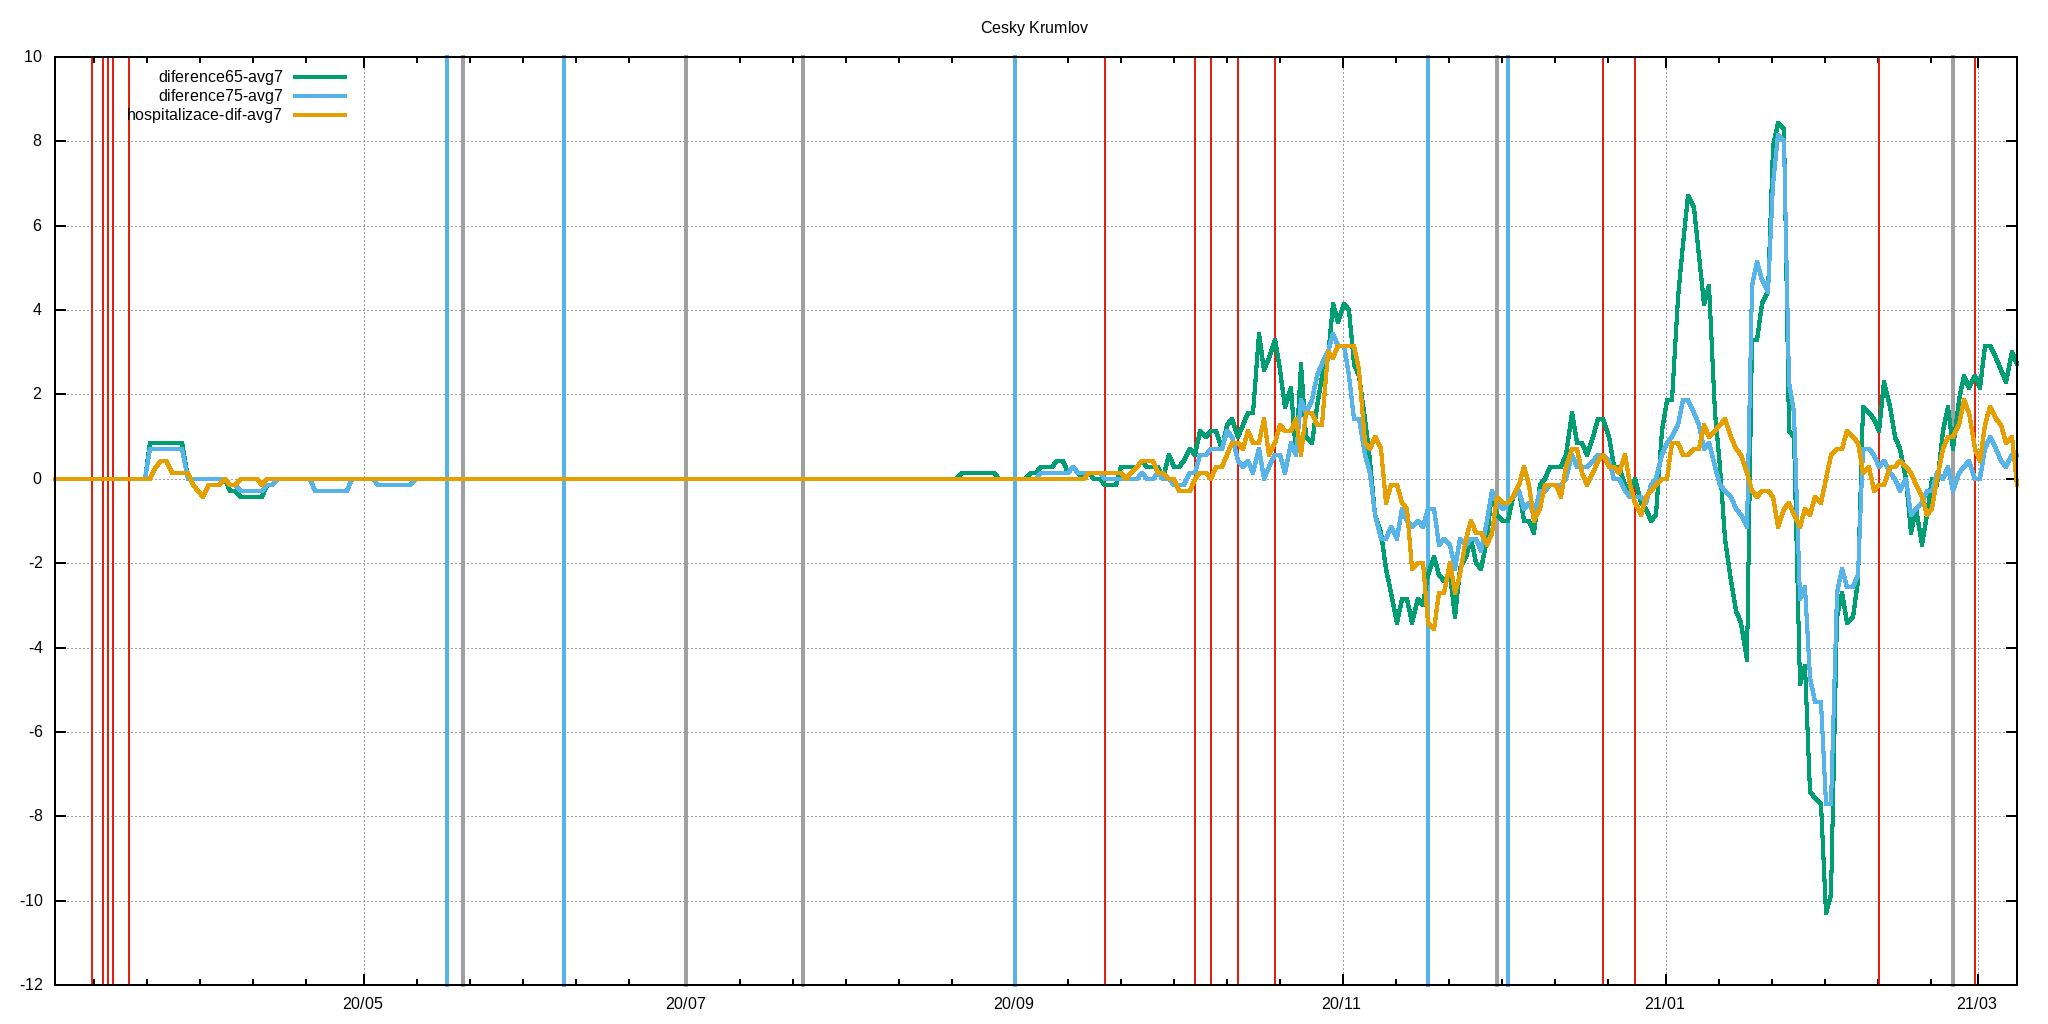 Cesky Krumlov
10
diference65-avg7
diference75-avg7
hospitalizace-dif-avg7
8
6
4
2
0
-2
-4
-6
-8
-10
-12
20/05 20/07 20/09 20/11 21/01 21/03